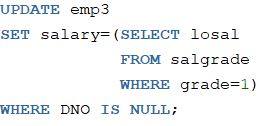 UPDATE emp3
SET salary=(SELECT losal
FROM salgrade
WHERE grade=1)
WHERE DNO IS NULL;